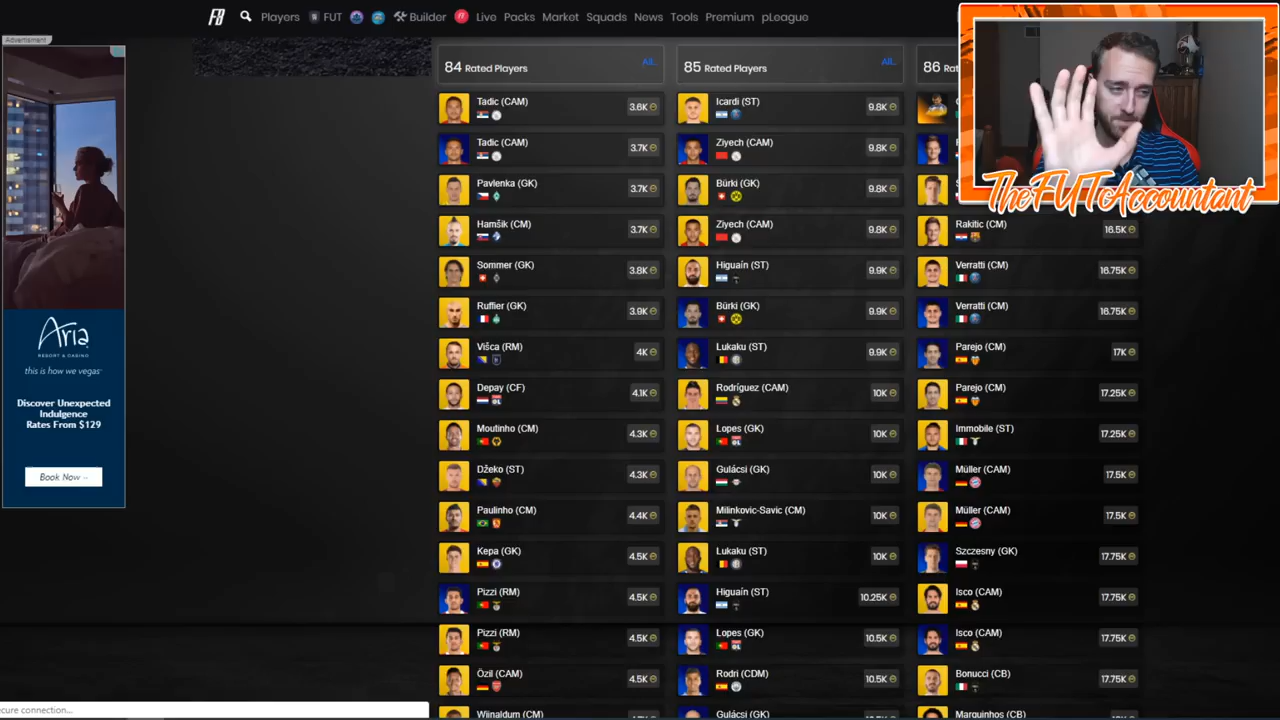 FB Players FUT Builder Live Packs Market Squads News Tools Premium pLeague
Advertisment
ARIA
RESORT & CASINO
this is how we vegas
Discover Unexpected
Indulgence
Rates From $129
Book Now
84 Rated Players All..
Tadic (CAM) 3.6K
Tadic (CAM) 3.7K
Pavlenka (GK) 3.7K
Hamšik (CM) 3.7K
Sommer (GK) 3.8K
Ruffier (GK) 3.9K
Višca (RM) 4K
Depay (CF) 4.1K
Moutinho (CM) 4.3K
Džeko (ST) 4.3K
Paulinho (CM) 4.4K
Kepa (GK) 4.5K
Pizzi (RM) 4.5K
Pizzi (RM) 4.5K
Özil (CAM) 4.5K
Wijnaldum (CM)
85 Rated Players All..
Icardi (ST) 9.8K
Ziyech (CAM) 9.8K
Bürki (GK) 9.8K
Ziyech (CAM) 9.8K
Higuaín (ST) 9.9K
Bürki (GK) 9.9K
Lukaku (ST) 9.9K
Rodríguez (CAM) 10K
Lopes (GK) 10K
Gulácsi (GK) 10K
Milinkovic-Savic (CM) 10K
Lukaku (ST) 10K
Higuaín (ST) 10.25K
Lopes (GK) 10.5K
Rodri (CDM) 10.5K
Gulácsi (GK)
86
Rakitic (CM) 16.5K
Verratti (CM) 16.75K
Verratti (CM) 16.75K
Parejo (CM) 17K
Parejo (CM) 17.25K
Immobile (ST) 17.25K
Müller (CAM) 17.5K
Müller (CAM) 17.5K
Szczesny (GK) 17.75K
Isco (CAM) 17.75K
Isco (CAM) 17.75K
Bonucci (CB) 17.75K
Marquinhos (CB)
TheFUTAccountant
ecure connection...